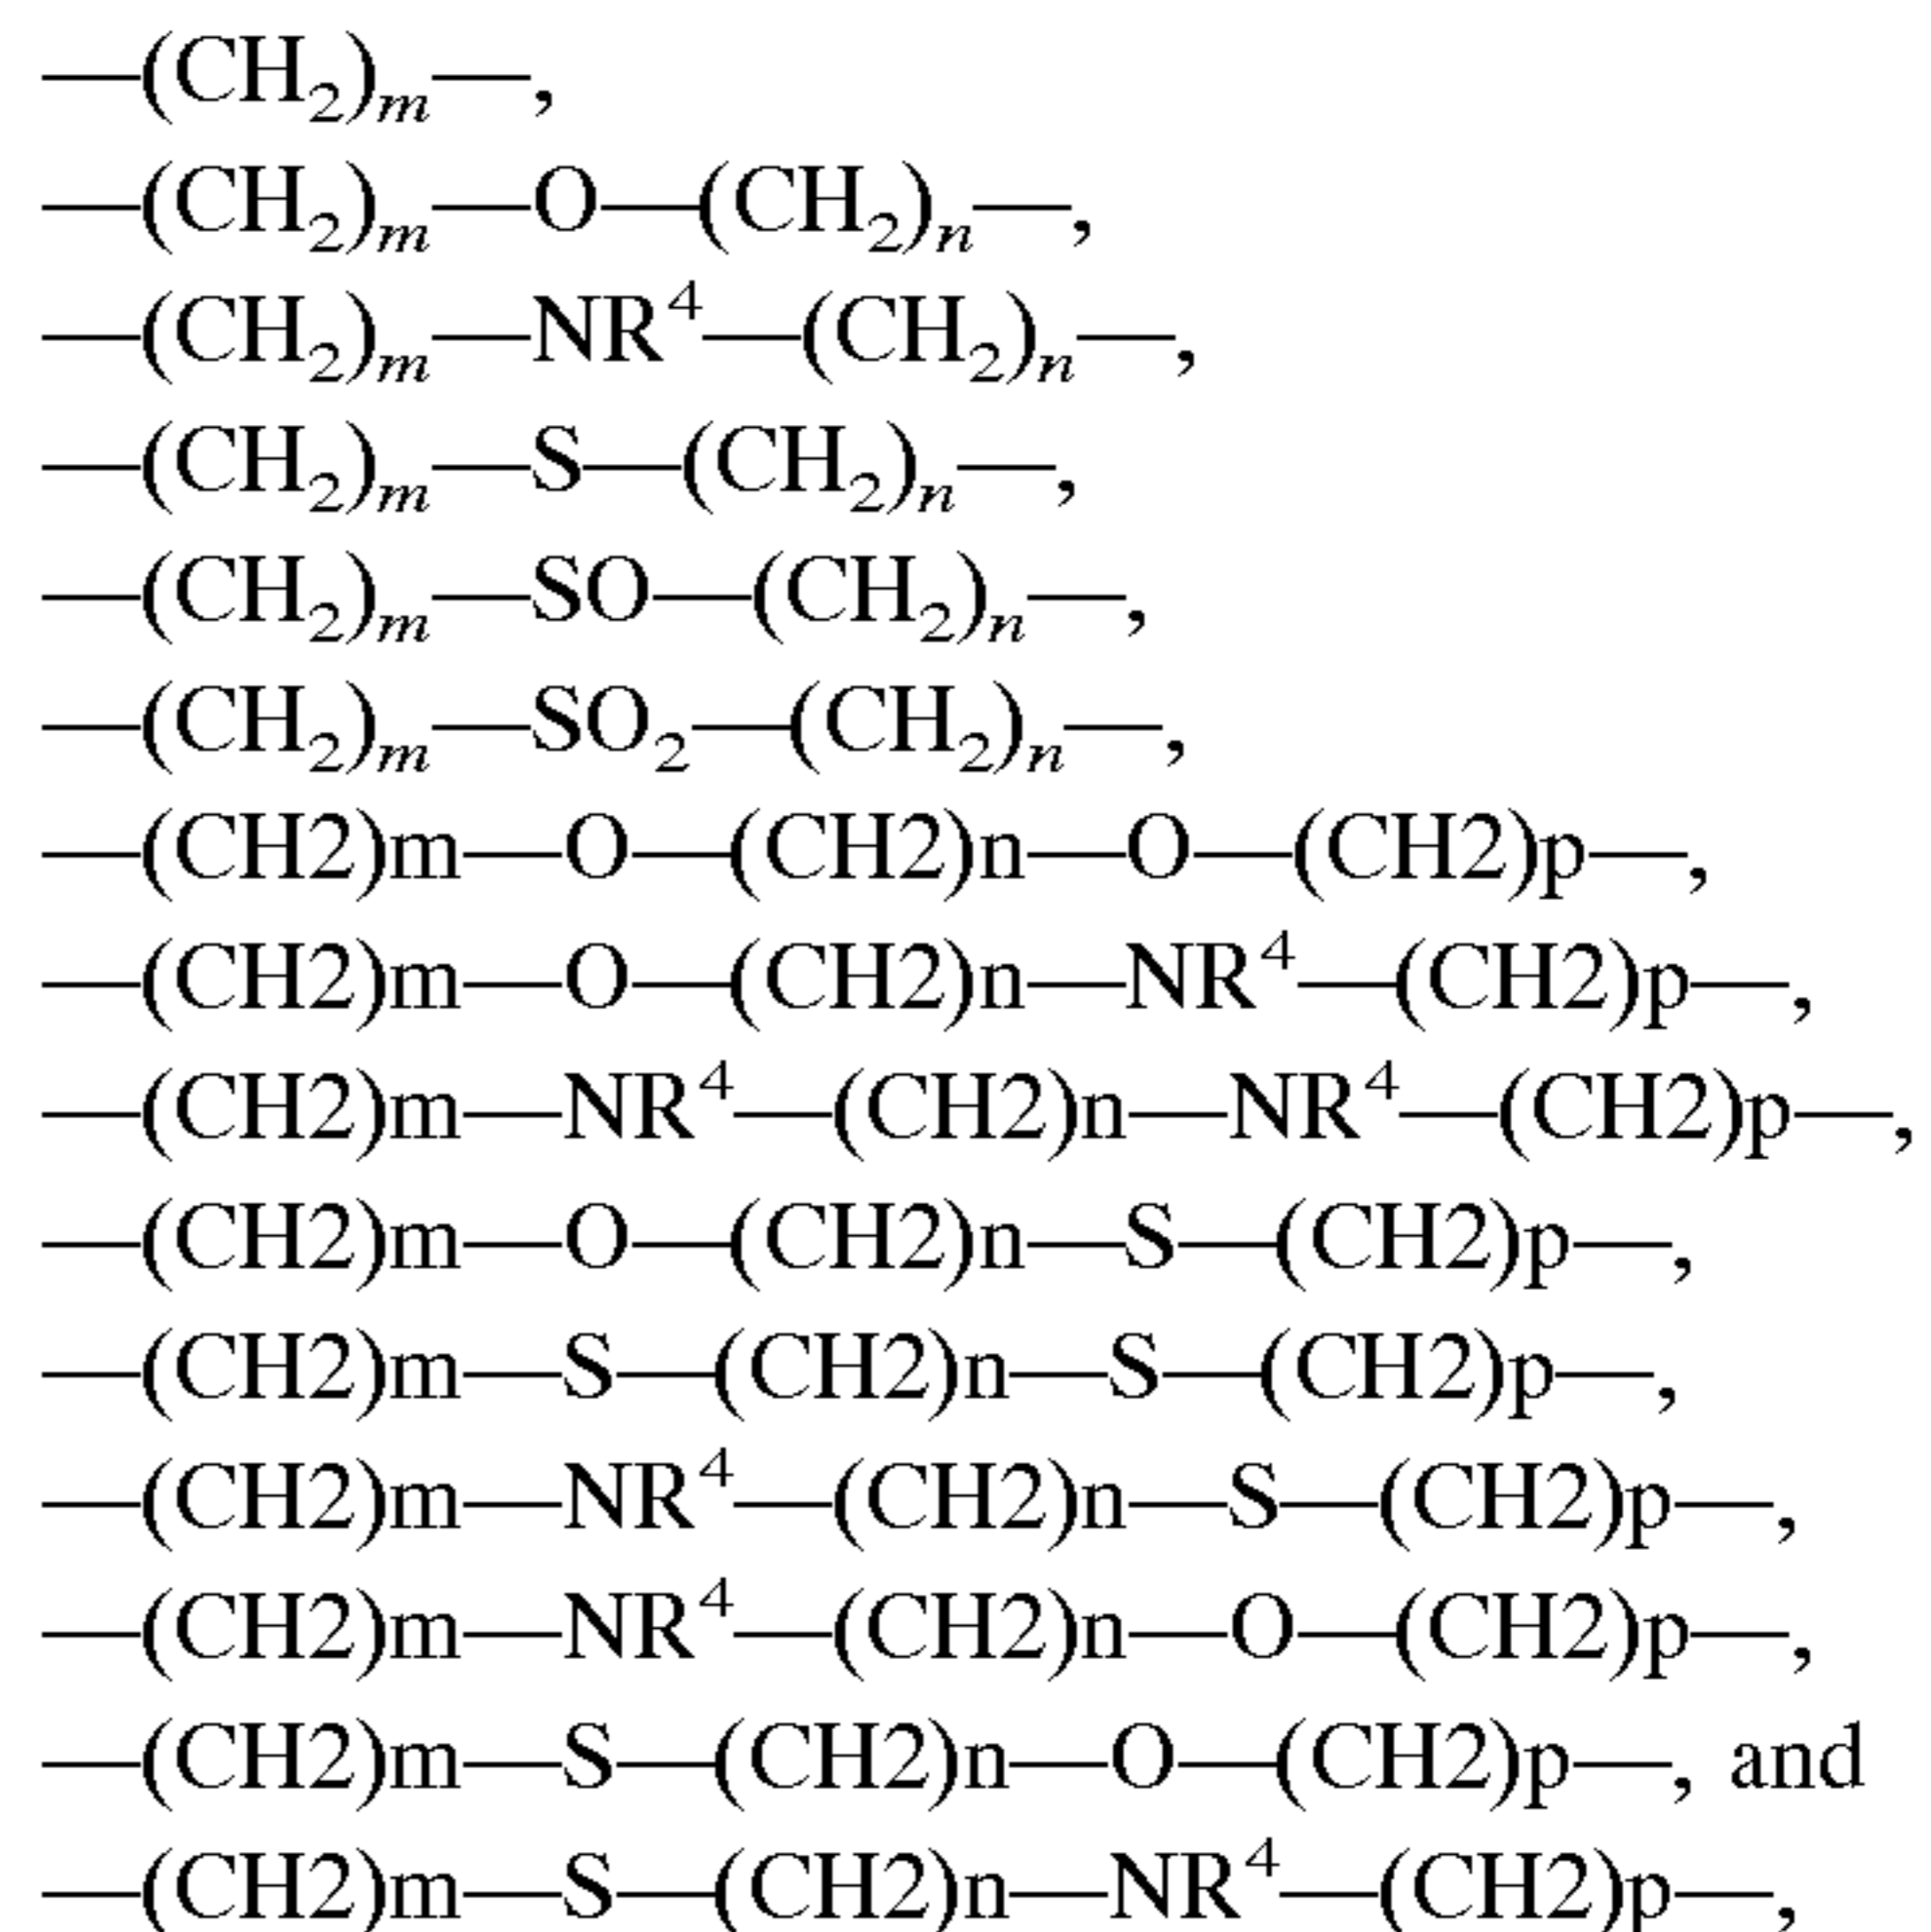 —(CH₂)ₘ—,
—(CH₂)ₘ—O—(CH₂)ₙ—,
—(CH₂)ₘ—NR⁴—(CH₂)ₙ—,
—(CH₂)ₘ—S—(CH₂)ₙ—,
—(CH₂)ₘ—SO—(CH₂)ₙ—,
—(CH₂)ₘ—SO₂—(CH₂)ₙ—,
—(CH2)m—O—(CH2)n—O—(CH2)p—,
—(CH2)m—O—(CH2)n—NR⁴—(CH2)p—,
—(CH2)m—NR⁴—(CH2)n—NR⁴—(CH2)p—,
—(CH2)m—O—(CH2)n—S—(CH2)p—,
—(CH2)m—S—(CH2)n—S—(CH2)p—,
—(CH2)m—NR⁴—(CH2)n—S—(CH2)p—,
—(CH2)m—NR⁴—(CH2)n—O—(CH2)p—,
—(CH2)m—S—(CH2)n—O—(CH2)p—, and
—(CH2)m—S—(CH2)n—NR⁴—(CH2)p—,